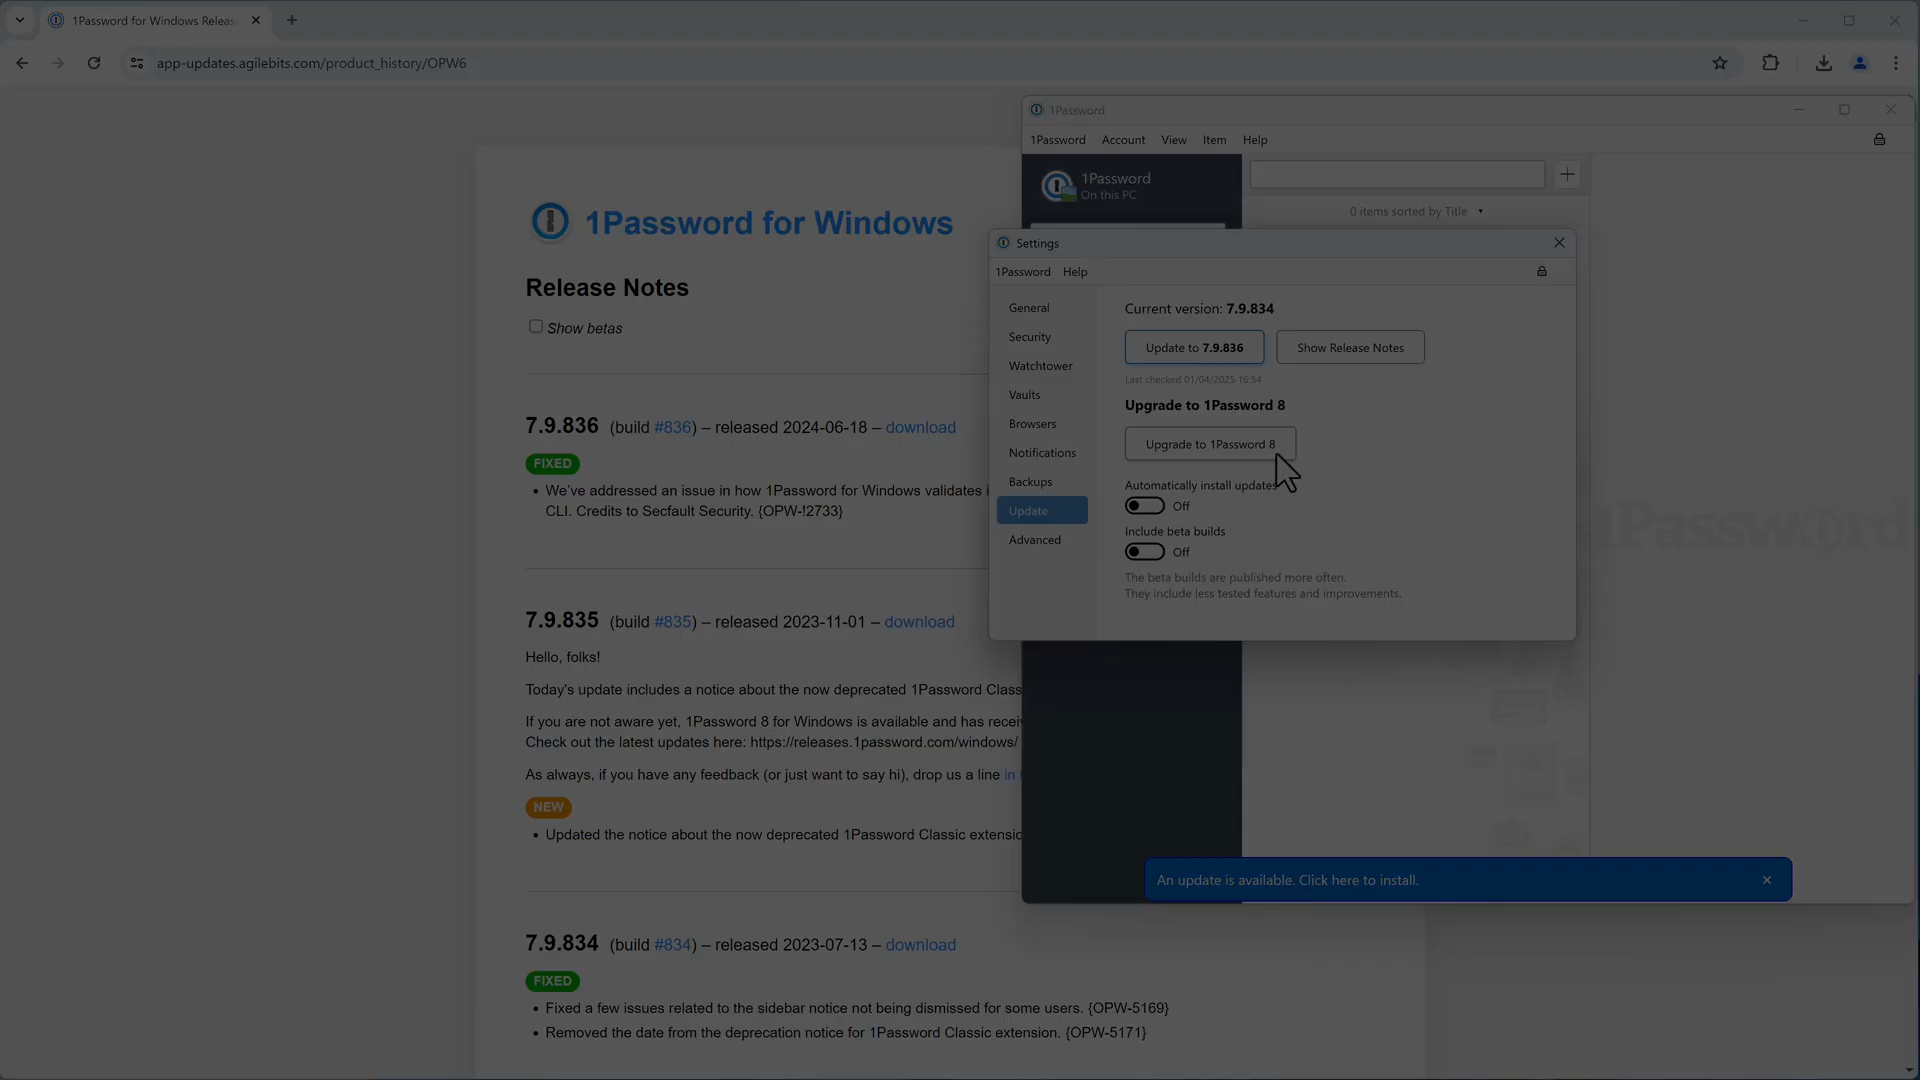 1Password for Windows Releas
app-updates.agilebits.com/product_history/OPW6
1Password for Windows
Release Notes
Show betas
7.9.836 (build #836) – released 2024-06-18 – download
FIXED
• We've addressed an issue in how 1Password for Windows validates i
CLI. Credits to Secfault Security. {OPW-!2733}
7.9.835 (build #835) – released 2023-11-01 – download
Hello, folks!
Today's update includes a notice about the now deprecated 1Password Class
If you are not aware yet, 1Password 8 for Windows is available and has recei
Check out the latest updates here: https://releases.1password.com/windows/
As always, if you have any feedback (or just want to say hi), drop us a line in
NEW
• Updated the notice about the now deprecated 1Password Classic extensio
7.9.834 (build #834) – released 2023-07-13 – download
FIXED
• Fixed a few issues related to the sidebar notice not being dismissed for some users. {OPW-5169}
• Removed the date from the deprecation notice for 1Password Classic extension. {OPW-5171}
1Password
1Password Account View Item Help
1Password
On this PC
0 items sorted by Title
Settings
1Password Help
General
Security
Watchtower
Vaults
Browsers
Notifications
Backups
Update
Advanced
Current version: 7.9.834
Update to 7.9.836 Show Release Notes
Last checked 01/04/2025 16:54
Upgrade to 1Password 8
Upgrade to 1Password 8
Automatically install updates
Off
Include beta builds
Off
The beta builds are published more often.
They include less tested features and improvements.
1Password
An update is available. Click here to install.